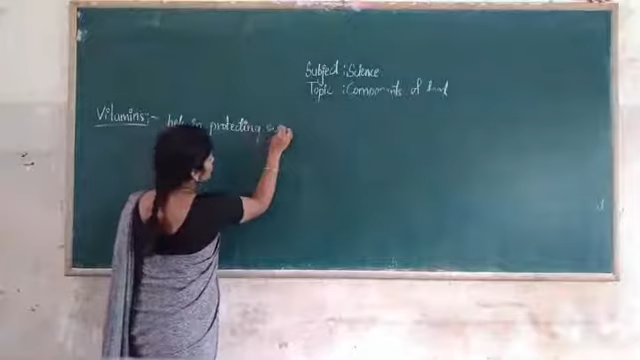 Subject : Science
Topic : Components of food
Vitamins :- help in protecting